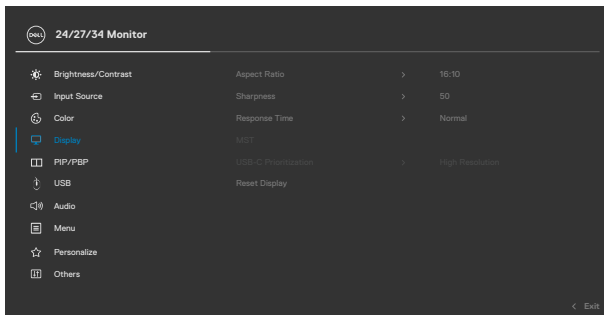 DELL 24/27/34 Monitor
Brightness/Contrast Aspect Ratio > 16:10
Input Source Sharpness > 50
Color Response Time > Normal
Display MST
PIP/PBP USB-C Prioritization > High Resolution
USB Reset Display
Audio
Menu
Personalize
Others
< Exit